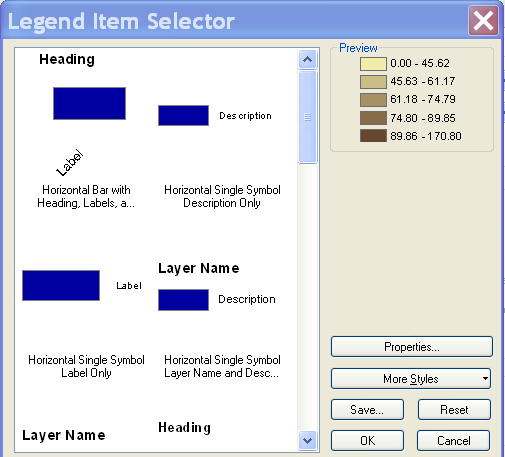 Legend Item Selector
Heading
Label
Horizontal Bar with
Heading, Labels, a...
Description
Horizontal Single Symbol
Description Only
Label
Horizontal Single Symbol
Label Only
Layer Name
Description
Horizontal Single Symbol
Layer Name and Desc...
Layer Name
Heading
Preview
0.00 - 45.62
45.63 - 61.17
61.18 - 74.79
74.80 - 89.85
89.86 - 170.80
Properties...
More Styles
Save...
Reset
OK
Cancel